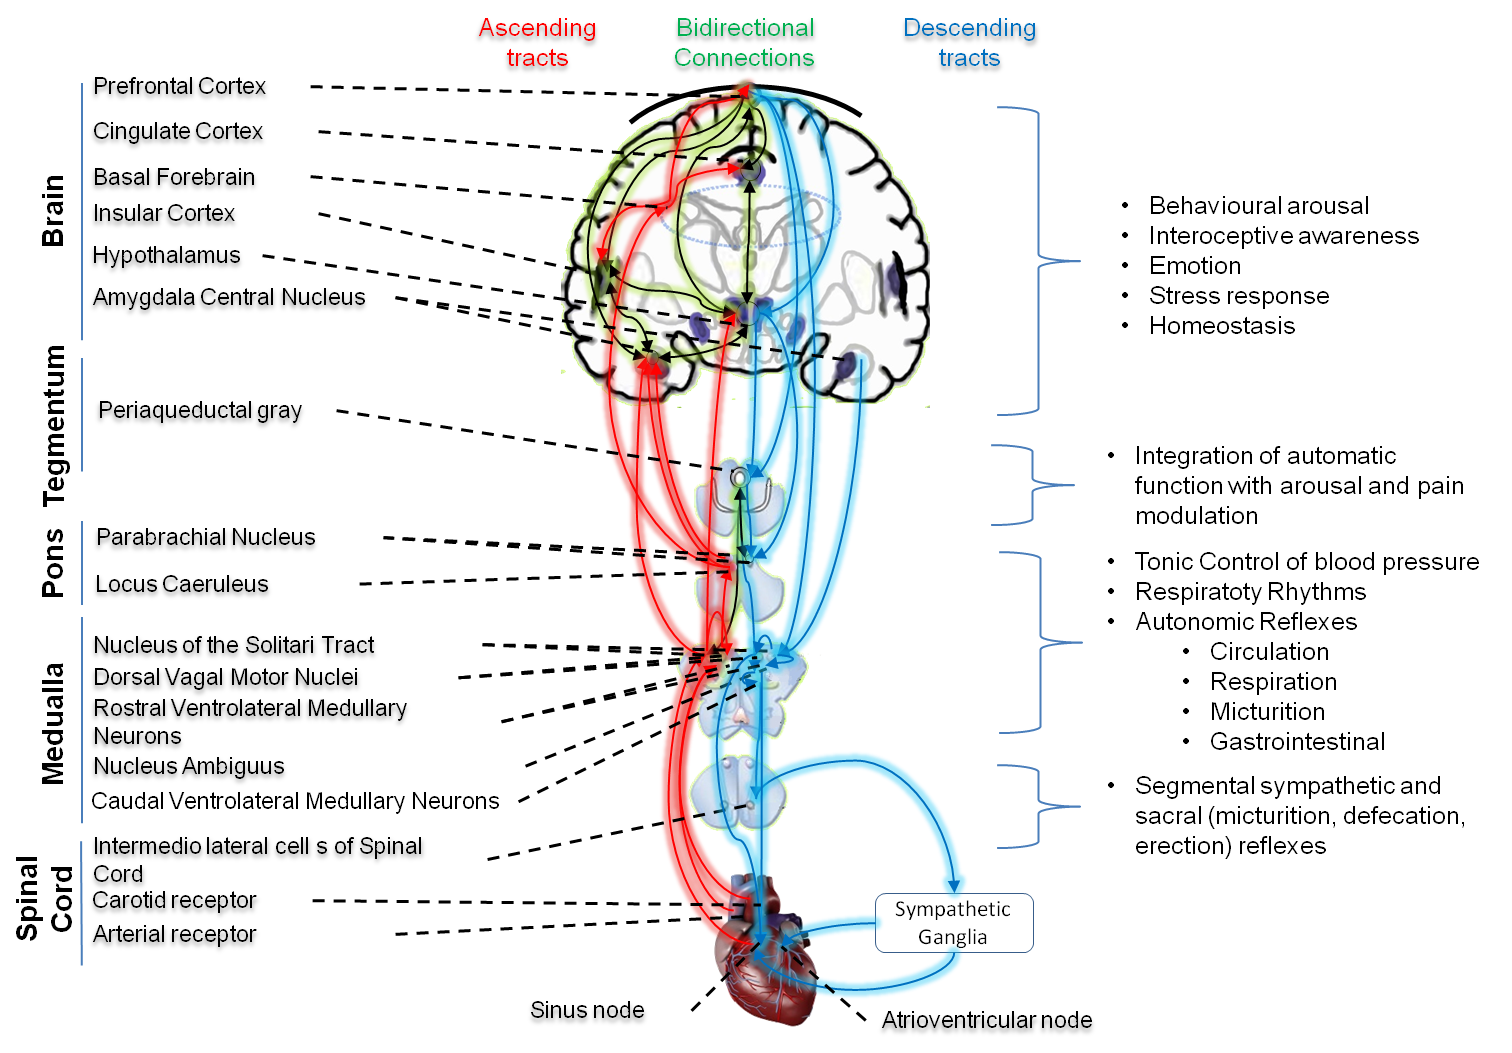 Ascending
tracts
Bidirectional
Connections
Descending
tracts
Brain
Prefrontal Cortex
Cingulate Cortex
Basal Forebrain
Insular Cortex
Hypothalamus
Amygdala Central Nucleus
Tegmentum
Periaqueductal gray
Pons
Parabrachial Nucleus
Locus Caeruleus
Medualla
Nucleus of the Solitari Tract
Dorsal Vagal Motor Nuclei
Rostral Ventrolateral Medullary
Neurons
Nucleus Ambiguus
Caudal Ventrolateral Medullary Neurons
Spinal
Cord
Intermedio lateral cell s of Spinal
Cord
Carotid receptor
Arterial receptor
• Behavioural arousal
• Interoceptive awareness
• Emotion
• Stress response
• Homeostasis
• Integration of automatic
function with arousal and pain
modulation
• Tonic Control of blood pressure
• Respiratoty Rhythms
• Autonomic Reflexes
• Circulation
• Respiration
• Micturition
• Gastrointestinal
• Segmental sympathetic and
sacral (micturition, defecation,
erection) reflexes
Sympathetic
Ganglia
Sinus node
Atrioventricular node